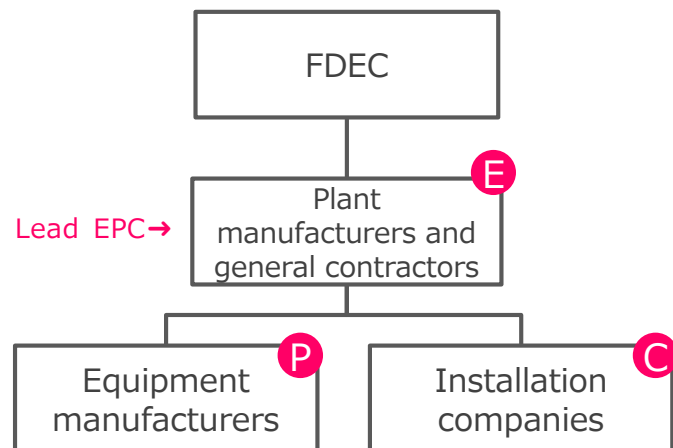 FDEC
E
Plant
manufacturers and
general contractors
Lead EPC→
P
Equipment
manufacturers
C
Installation
companies